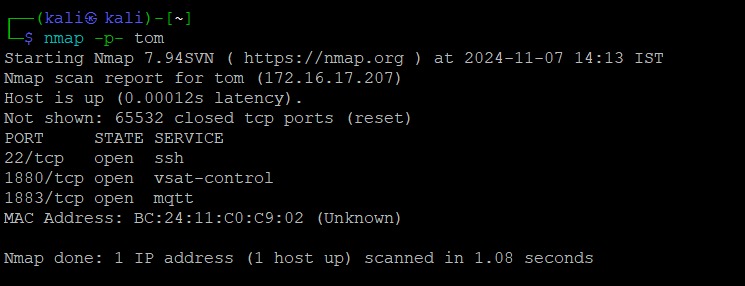 ┌──(kali㉿ kali)-[~]
└─$ nmap -p- tom
Starting Nmap 7.94SVN ( https://nmap.org ) at 2024-11-07 14:13 IST
Nmap scan report for tom (172.16.17.207)
Host is up (0.00012s latency).
Not shown: 65532 closed tcp ports (reset)
PORT     STATE SERVICE
22/tcp   open  ssh
1880/tcp open  vsat-control
1883/tcp open  mqtt
MAC Address: BC:24:11:C0:C9:02 (Unknown)
Nmap done: 1 IP address (1 host up) scanned in 1.08 seconds